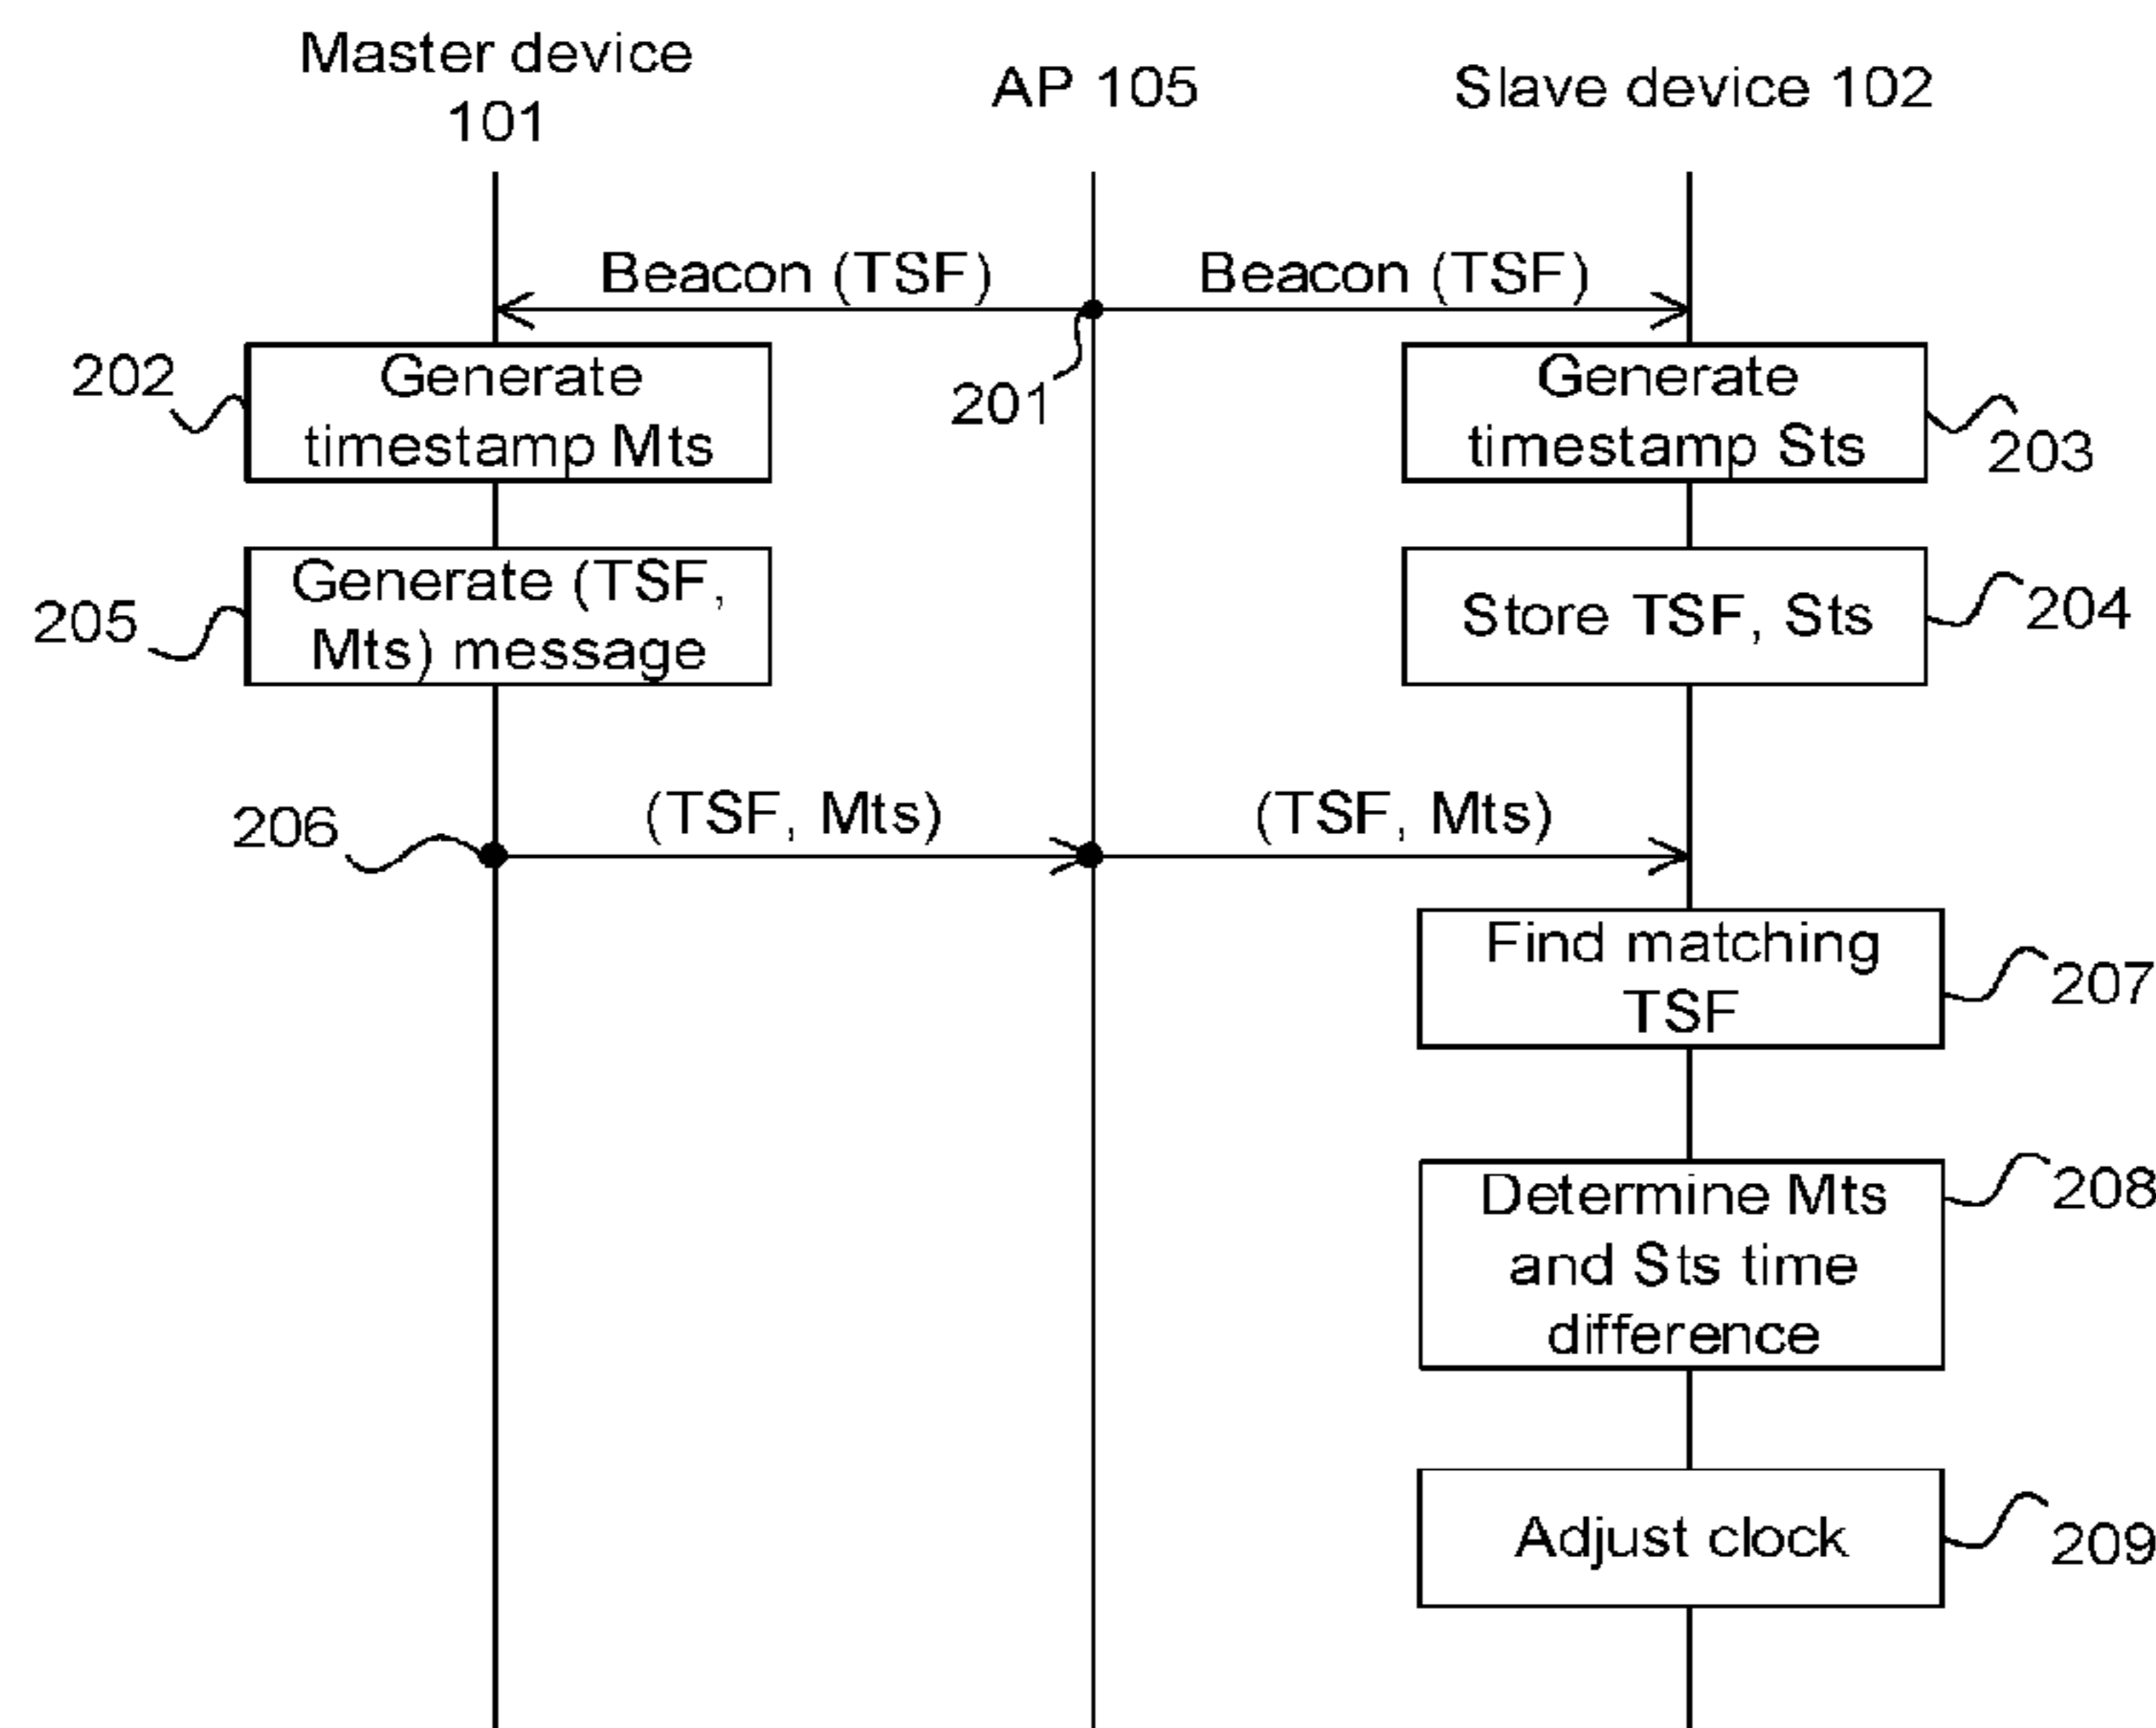 Master device
101
AP 105
Slave device 102
Beacon (TSF)
Beacon (TSF)
201
202
Generate
timestamp Mts
Generate
timestamp Sts
203
205
Generate (TSF,
Mts) message
Store TSF, Sts
204
206
(TSF, Mts)
(TSF, Mts)
Find matching
TSF
207
Determine Mts
and Sts time
difference
208
Adjust clock
209